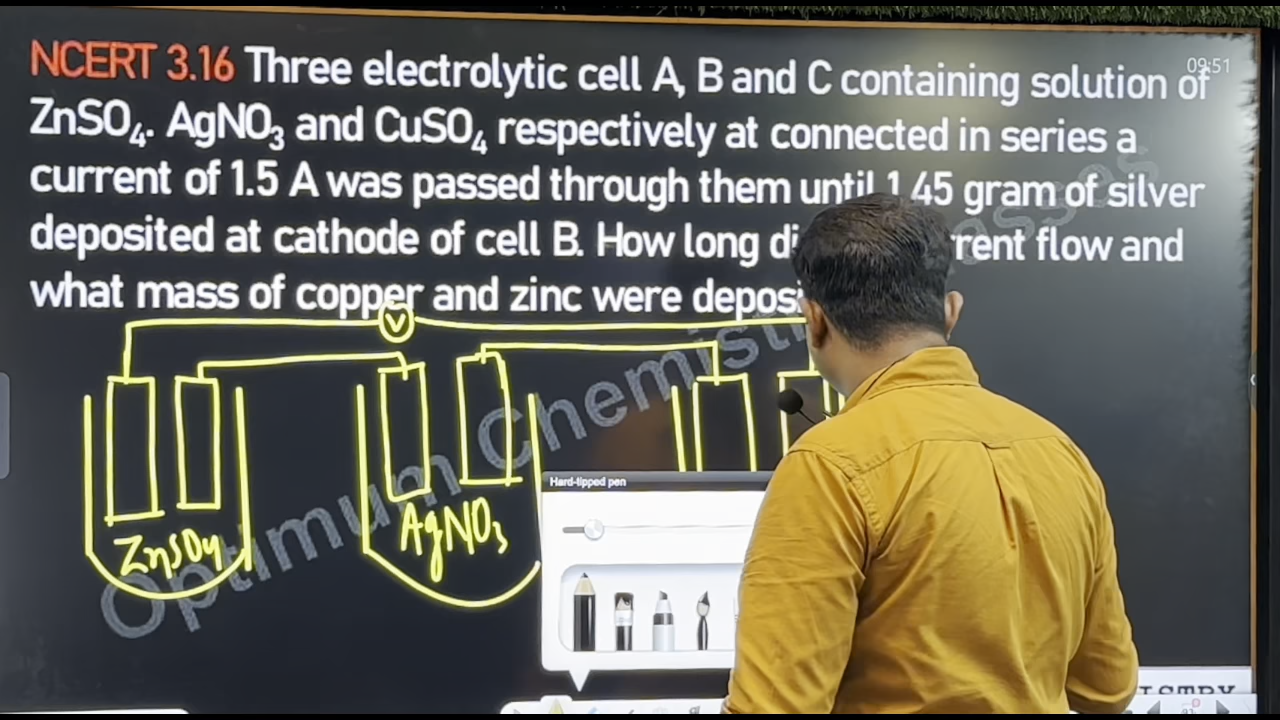 NCERT 3.16 Three electrolytic cell A, B and C containing solution of
09:51
ZnSO4. AgNO3 and CuSO4 respectively at connected in series a
current of 1.5 A was passed through them until 1.45 gram of silver
deposited at cathode of cell B. How long flow and
what mass of copper and zinc were
V
ZnSO4
AgNO3
Hard-tipped pen
Optimum Chemistry